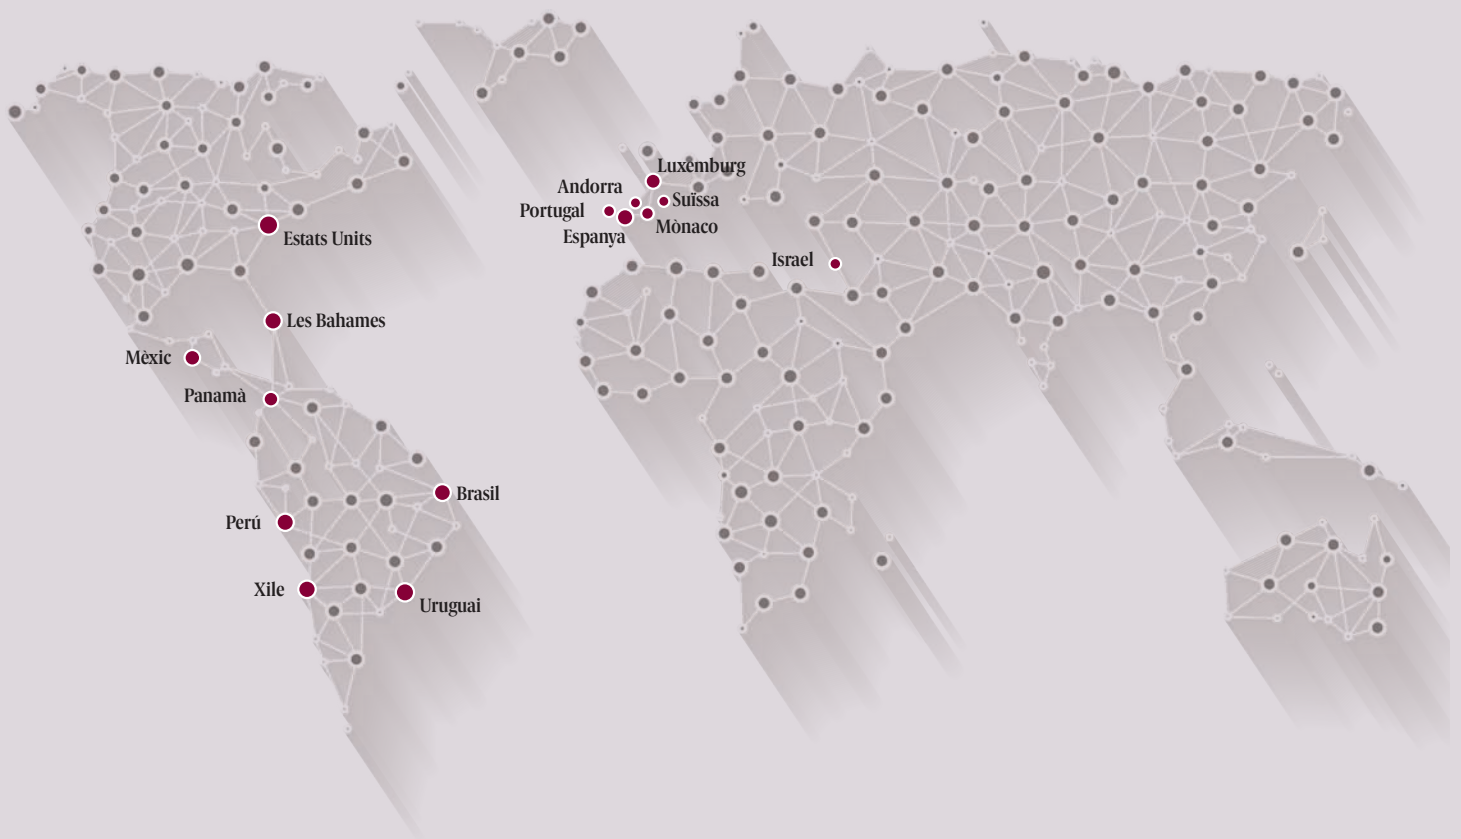 Luxemburg
Andorra
Suïssa
Portugal
Mònaco
Espanya
Estats Units
Israel
Les Bahames
Mèxic
Panamà
Brasil
Perú
Xile
Uruguai